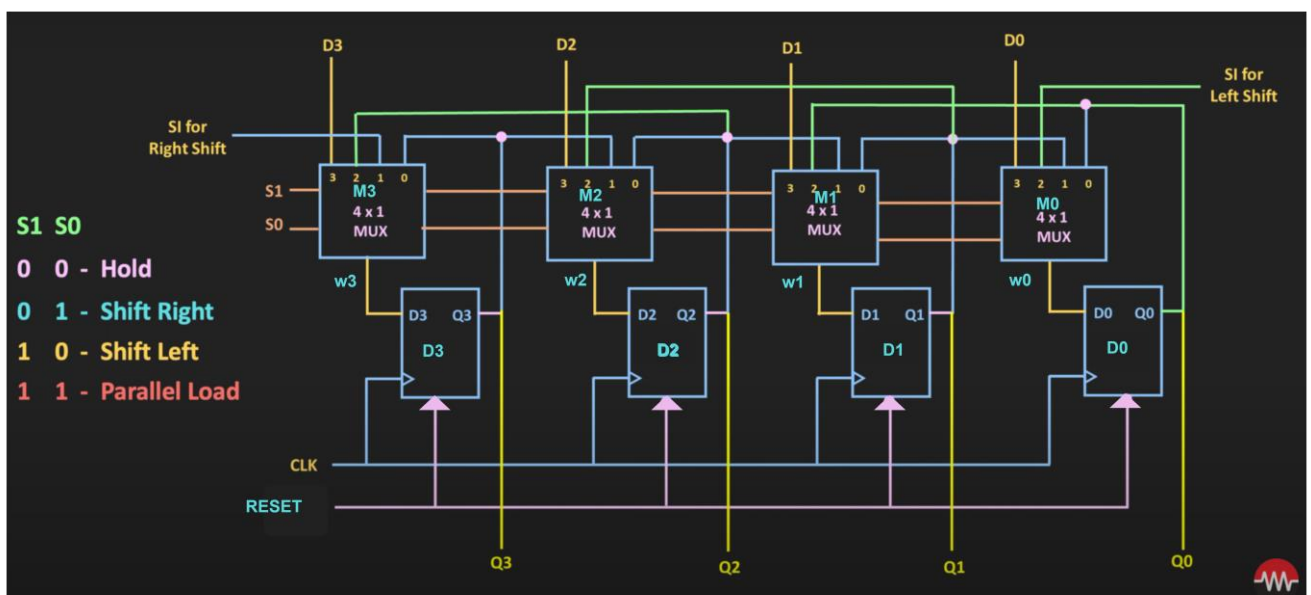 D3 D2 D1 D0
SI for
Left Shift
SI for
Right Shift
3 2 1 0 3 2 1 0 3 2 1 0 3 2 1 0
S1 M3 M2 M1 M0
4 x 1 4 x 1 4 x 1 4 x 1
S0 MUX MUX MUX MUX
S1 S0
0 0 - Hold
0 1 - Shift Right
1 0 - Shift Left
1 1 - Parallel Load
w3 w2 w1 w0
D3 Q3 D2 Q2 D1 Q1 D0 Q0
D3 D2 D1 D0
CLK
RESET
Q3 Q2 Q1 Q0